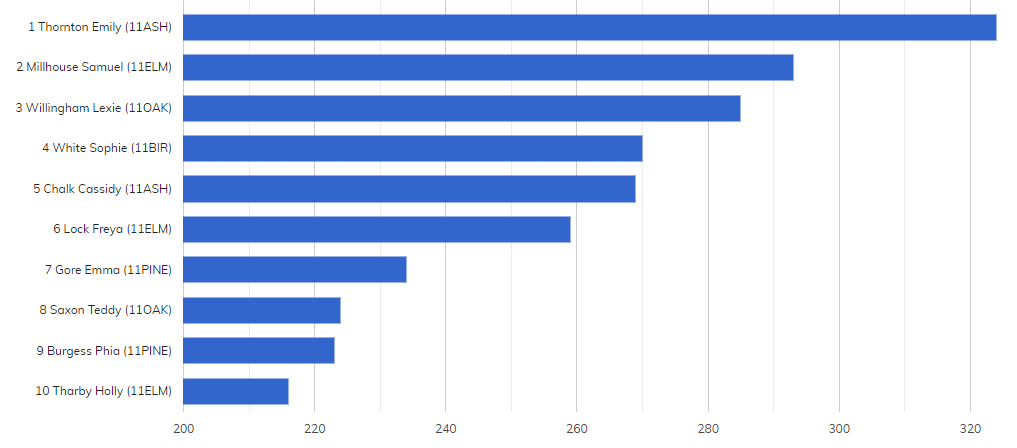 1 Thornton Emily (11ASH)
2 Millhouse Samuel (11ELM)
3 Willingham Lexie (11OAK)
4 White Sophie (11BIR)
5 Chalk Cassidy (11ASH)
6 Lock Freya (11ELM)
7 Gore Emma (11PINE)
8 Saxon Teddy (11OAK)
9 Burgess Phia (11PINE)
10 Tharby Holly (11ELM)
200 220 240 260 280 300 320